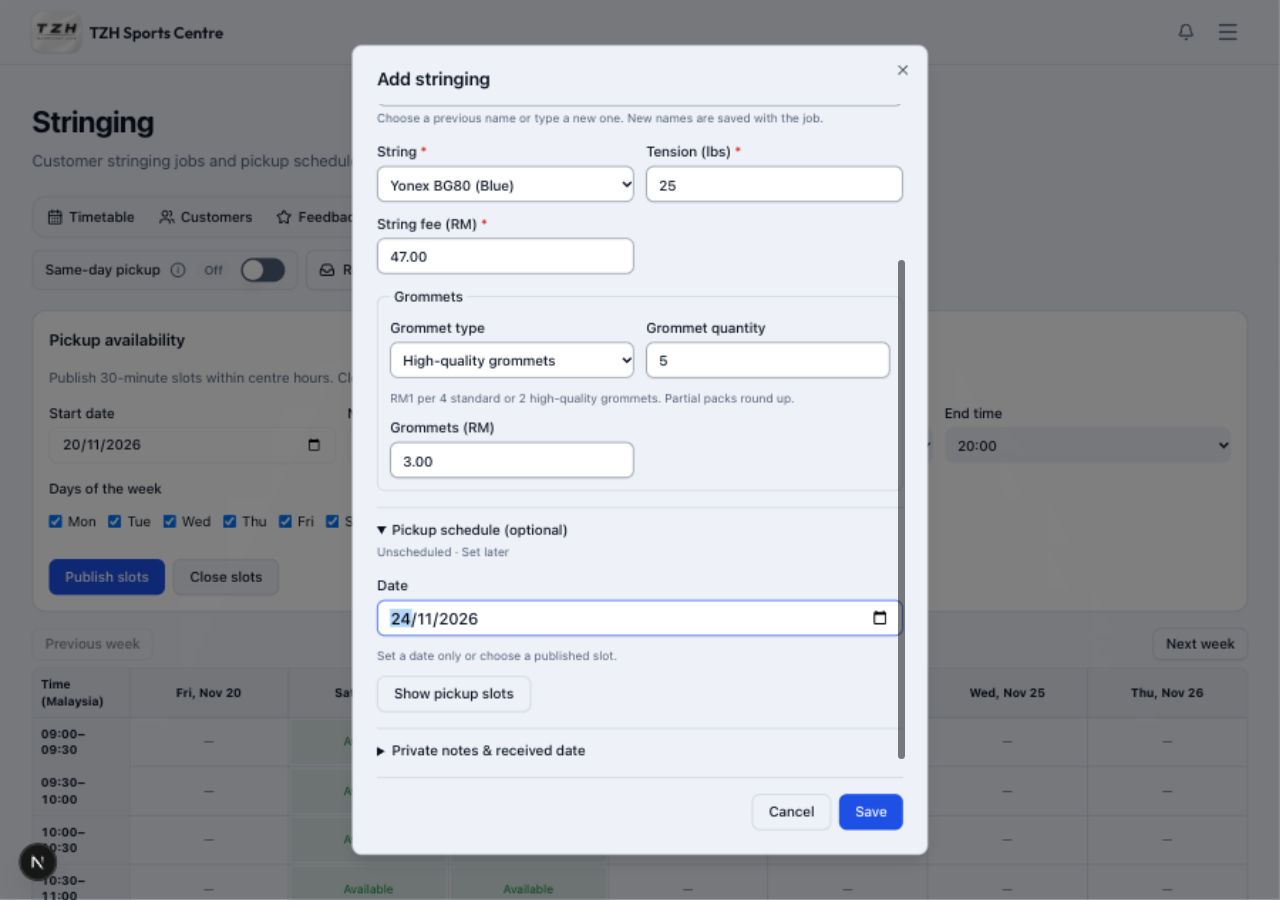 TZH
TZH Sports Centre
Stringing
Customer stringing jobs and pickup schedul
Timetable
Customers
Feedbac
Same-day pickup
Off
R
Pickup availability
Publish 30-minute slots within centre hours. Cl
Start date
20/11/2026
End time
20:00
Days of the week
Mon
Tue
Wed
Thu
Fri
S
Publish slots
Close slots
Previous week
Next week
Time (Malaysia)
Fri, Nov 20
Sat
Wed, Nov 25
Thu, Nov 26
09:00–09:30
—
A
—
—
09:30–10:00
—
A
—
—
10:00–10:30
—
A
—
—
10:30–11:00
—
Available
Available
—
—
—
—
N
Add stringing
×
Choose a previous name or type a new one. New names are saved with the job.
String *
Tension (lbs) *
Yonex BG80 (Blue)
25
String fee (RM) *
47.00
Grommets
Grommet type
Grommet quantity
High-quality grommets
5
RM1 per 4 standard or 2 high-quality grommets. Partial packs round up.
Grommets (RM)
3.00
Pickup schedule (optional)
Unscheduled · Set later
Date
24/11/2026
Set a date only or choose a published slot.
Show pickup slots
Private notes & received date
Cancel
Save